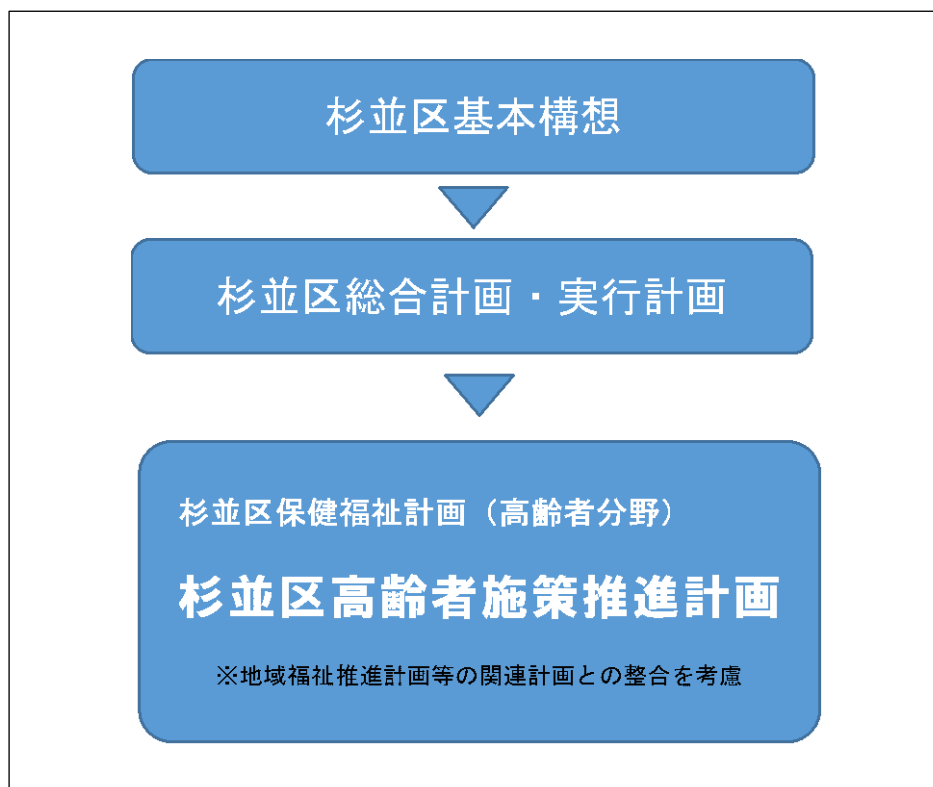 杉並区基本構想
杉並区総合計画・実行計画
杉並区保健福祉計画（高齢者分野）
杉並区高齢者施策推進計画
※地域福祉推進計画等の関連計画との整合を考慮